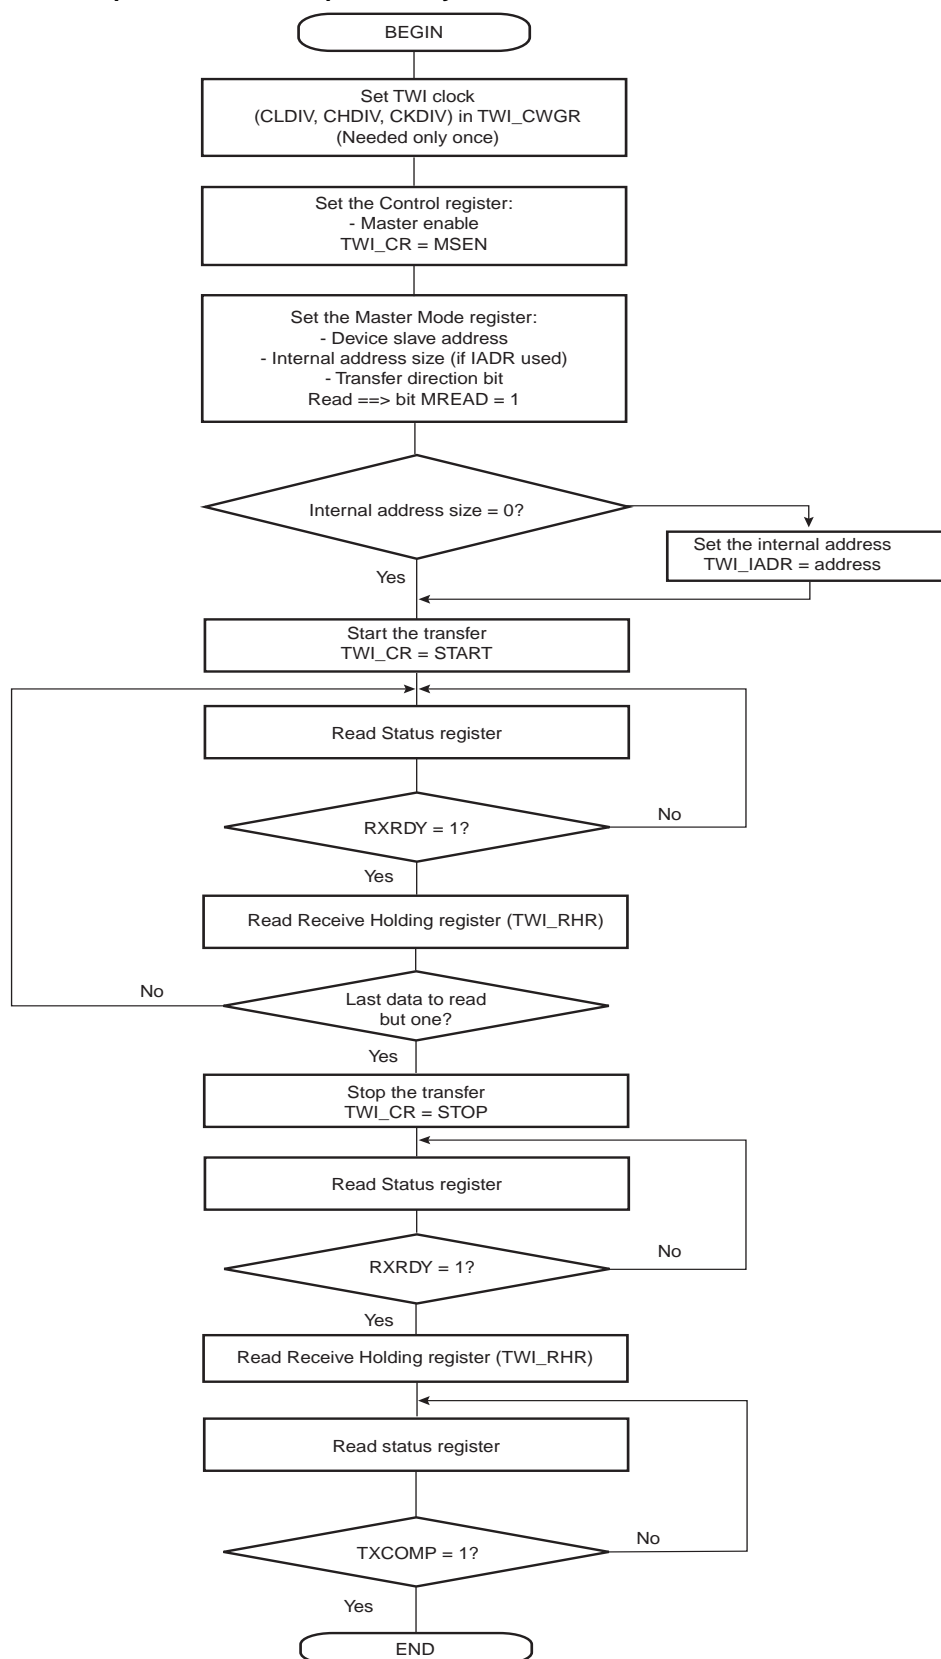 BEGIN
Set TWI clock
(CLDIV, CHDIV, CKDIV) in TWI_CWGR
(Needed only once)
Set the Control register:
- Master enable
TWI_CR = MSEN
Set the Master Mode register:
- Device slave address
- Internal address size (if IADR used)
- Transfer direction bit
Read ==> bit MREAD = 1
Internal address size = 0?
Set the internal address
TWI_IADR = address
Yes
Start the transfer
TWI_CR = START
Read Status register
RXRDY = 1?
No
Yes
Read Receive Holding register (TWI_RHR)
No
Last data to read
but one?
Yes
Stop the transfer
TWI_CR = STOP
Read Status register
RXRDY = 1?
No
Yes
Read Receive Holding register (TWI_RHR)
Read status register
TXCOMP = 1?
No
Yes
END